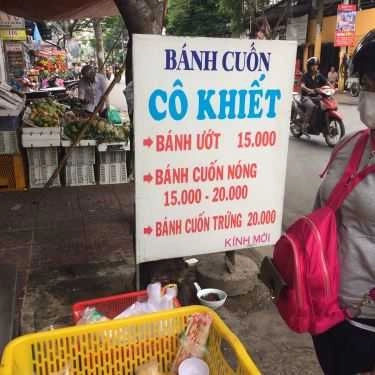 BÁNH CUỐN
CÔ KHIẾT
➡ BÁNH ƯỚT 15.000
➡ BÁNH CUỐN NÓNG
15.000 - 20.000
➡ BÁNH CUỐN TRỨNG 20.000
KÍNH MỜI